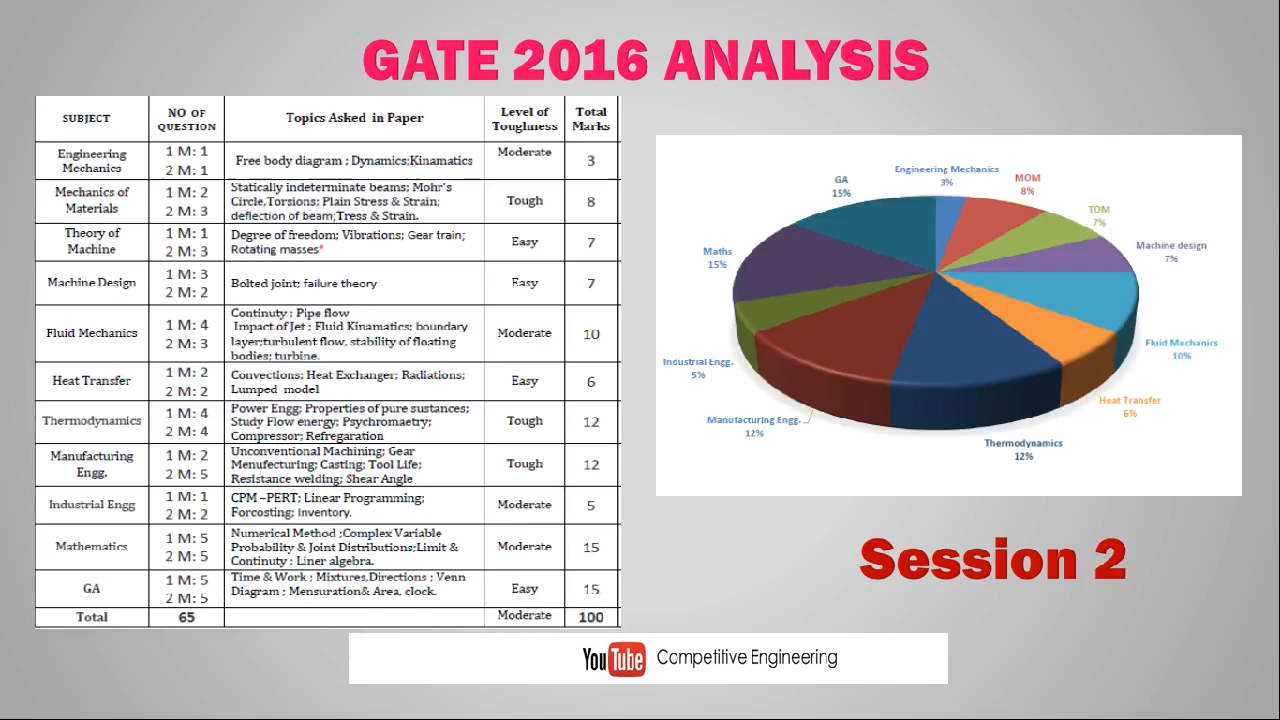 GATE 2016 ANALYSIS
SUBJECT
NO OF
QUESTION
Topics Asked in Paper
Level of
Toughness
Total
Marks
Engineering
Mechanics
1 M: 1
2 M: 1
Free body diagram ; Dynamics;Kinamatics
Moderate
3
Mechanics of
Materials
1 M: 2
2 M: 3
Statically indeterminate beams; Mohr's
Circle,Torsions; Plain Stress & Strain;
deflection of beam;Tress & Strain.
Tough
8
Theory of
Machine
1 M: 1
2 M: 3
Degree of freedom; Vibrations; Gear train;
Rotating masses*
Easy
7
Machine Design
1 M: 3
2 M: 2
Bolted joint; failure theory
Easy
7
Fluid Mechanics
1 M: 4
2 M: 3
Continuty ; Pipe flow
Impact of Jet ; Fluid Kinamatics; boundary
layer;turbulent flow, stability of floating
bodies; turbine.
Moderate
10
Heat Transfer
1 M: 2
2 M: 2
Convections; Heat Exchanger; Radiations;
Lumped model
Easy
6
Thermodynamics
1 M: 4
2 M: 4
Power Engg; Properties of pure sustances;
Study Flow energy; Psychromaetry;
Compressor; Refregaration
Tough
12
Manufacturing
Engg.
1 M: 2
2 M: 5
Unconventional Machining; Gear
Menufecturing; Casting; Tool Life;
Resistance welding; Shear Angle
Tough
12
Industrial Engg
1 M: 1
2 M: 2
CPM –PERT; Linear Programming;
Forcosting; Inventory.
Moderate
5
Mathematics
1 M: 5
2 M: 5
Numerical Method ;Complex Variable
Probability & Joint Distributions;Limit &
Continuty ; Liner algebra.
Moderate
15
GA
1 M: 5
2 M: 5
Time & Work ; Mixtures,Directions ; Venn
Diagram ; Mensuration& Area, clock.
Easy
15
Total
65
Moderate
100
Engineering Mechanics
3%
MOM
8%
TOM
7%
Machine design
7%
Fluid Mechanics
10%
Heat Transfer
6%
Thermodynamics
12%
Manufacturing Engg.
12%
Industrial Engg.
5%
Maths
15%
GA
15%
Session 2
YouTube Competitive Engineering